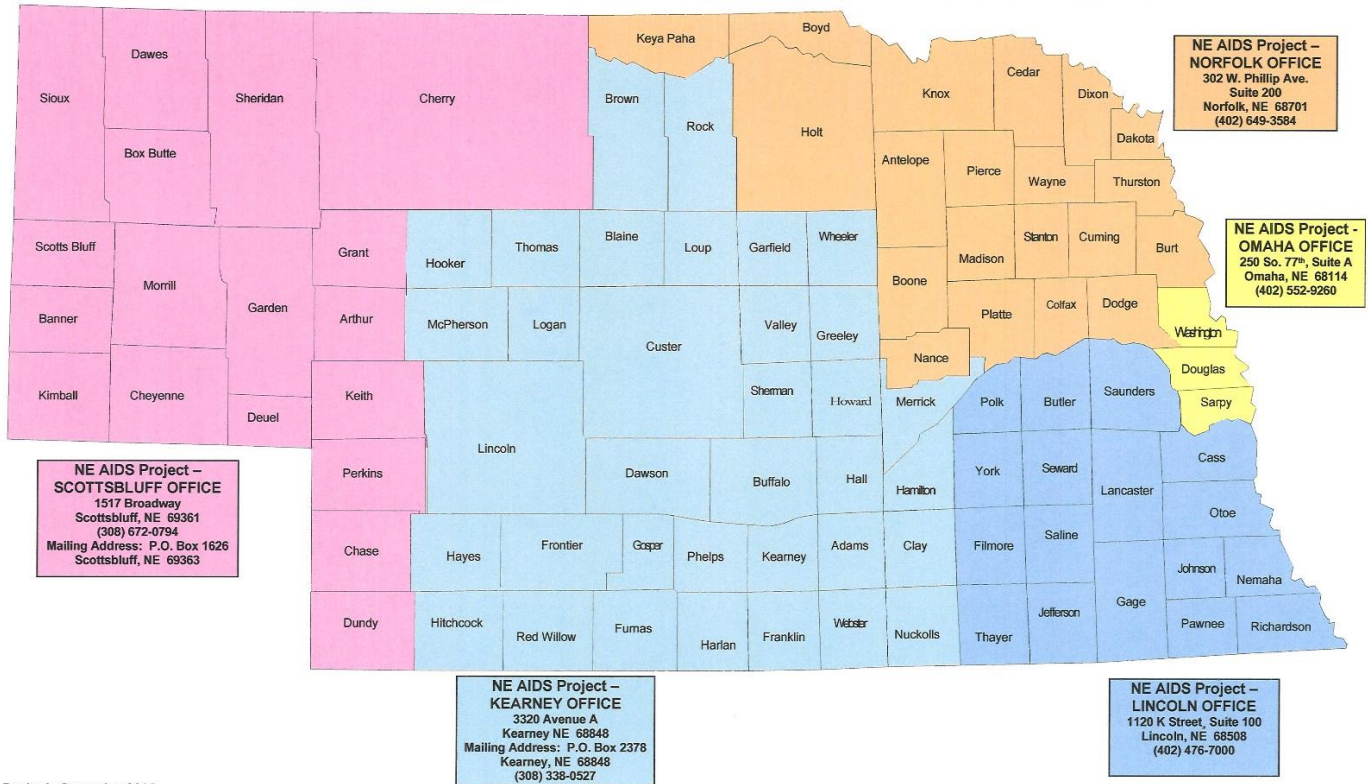 Keya Paha
Boyd
Dawes
Sioux
Sheridan
Cherry
Box Butte
Brown
Rock
Holt
Knox
Cedar
Dixon
Dakota
Antelope
Pierce
Wayne
Thurston
NE AIDS Project –
NORFOLK OFFICE
302 W. Phillip Ave.
Suite 200
Norfolk, NE 68701
(402) 649-3584
Scotts Bluff
Morrill
Garden
Grant
Hooker
Thomas
Blaine
Loup
Garfield
Wheeler
Boone
Madison
Stanton
Cuming
Burt
NE AIDS Project -
OMAHA OFFICE
250 So. 77th, Suite A
Omaha, NE 68114
(402) 552-9260
Banner
Arthur
McPherson
Logan
Custer
Valley
Greeley
Platte
Colfax
Dodge
Washington
Nance
Douglas
Kimball
Cheyenne
Deuel
Keith
Lincoln
Sherman
Howard
Merrick
Polk
Butler
Saunders
Sarpy
Perkins
Dawson
Buffalo
Hall
Hamilton
York
Seward
Lancaster
Cass
Otoe
NE AIDS Project –
SCOTTSBLUFF OFFICE
1517 Broadway
Scottsbluff, NE 69361
(308) 672-0794
Mailing Address: P.O. Box 1626
Scottsbluff, NE 69363
Chase
Hayes
Frontier
Gosper
Phelps
Kearney
Adams
Clay
Filmore
Saline
Gage
Johnson
Nemaha
Dundy
Hitchcock
Red Willow
Furnas
Harlan
Franklin
Webster
Nuckolls
Thayer
Jefferson
Pawnee
Richardson
NE AIDS Project –
KEARNEY OFFICE
3320 Avenue A
Kearney NE 68848
Mailing Address: P.O. Box 2378
Kearney, NE 68848
(308) 338-0527
NE AIDS Project –
LINCOLN OFFICE
1120 K Street, Suite 100
Lincoln, NE 68508
(402) 476-7000